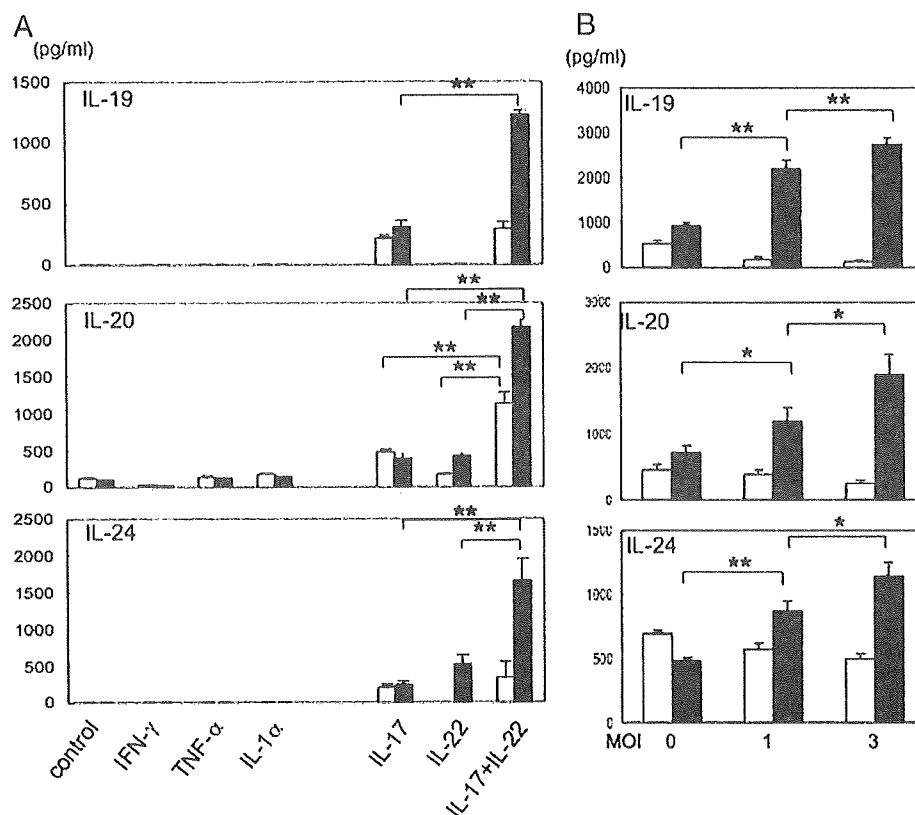 A
(pg/ml)
IL-19
**
1500
1000
500
0
IL-20
**
**
**
**
2500
2000
1500
1000
500
0
IL-24
**
**
2500
2000
1500
1000
500
0
control
IFN-γ
TNF-α
IL-1α
IL-17
IL-22
IL-17+IL-22
B
(pg/ml)
IL-19
**
**
4000
3000
2000
1000
0
IL-20
*
*
3000
2000
1000
0
IL-24
**
*
1500
1000
500
0
MOI 0 1 3